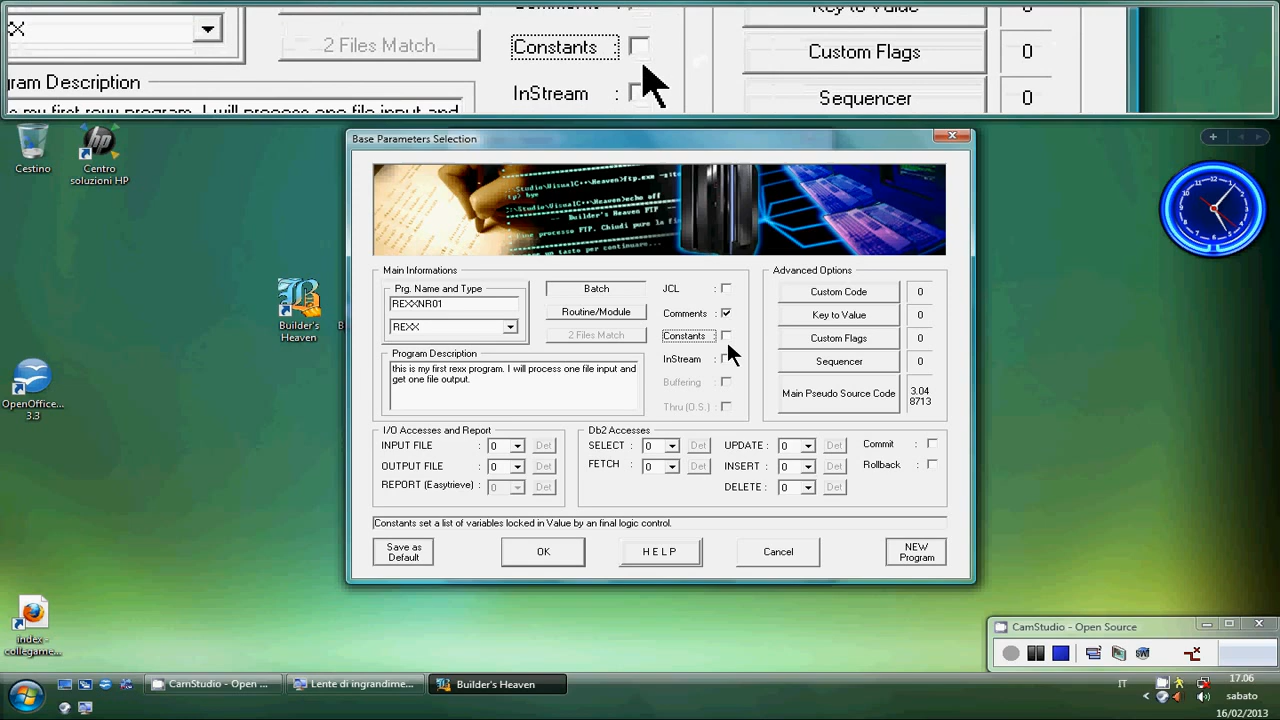 Key to Value
0
2 Files Match
Constants :
Custom Flags
0
ram Description
InStream :
Sequencer
0
Cestino
Centro
soluzioni HP
Builder's
Heaven
OpenOffice...
3.3
index -
collegame...
Base Parameters Selection
Main Informations
Prg. Name and Type
REXXNR01
REXX
Batch
Routine/Module
2 Files Match
JCL :
Comments :
Constants :
InStream :
Buffering :
Thru (O.S.) :
Program Description
this is my first rexx program. I will process one file input and
get one file output.
Advanced Options
Custom Code 0
Key to Value 0
Custom Flags 0
Sequencer 0
Main Pseudo Source Code
3.04
8713
I/O Accesses and Report
INPUT FILE : 0 Det
OUTPUT FILE : 0 Det
REPORT (Easytrieve) : 0 Det
Db2 Accesses
SELECT : 0 Det
FETCH : 0 Det
UPDATE : 0 Det
INSERT : 0 Det
DELETE : 0 Det
Commit :
Rollback :
Constants set a list of variables locked in Value by an final logic control.
Save as
Default
OK
H E L P
Cancel
NEW
Program
CamStudio - Open Source
CamStudio - Open ...
Lente di ingrandime...
Builder's Heaven
IT
17.06
sabato
16/02/2013